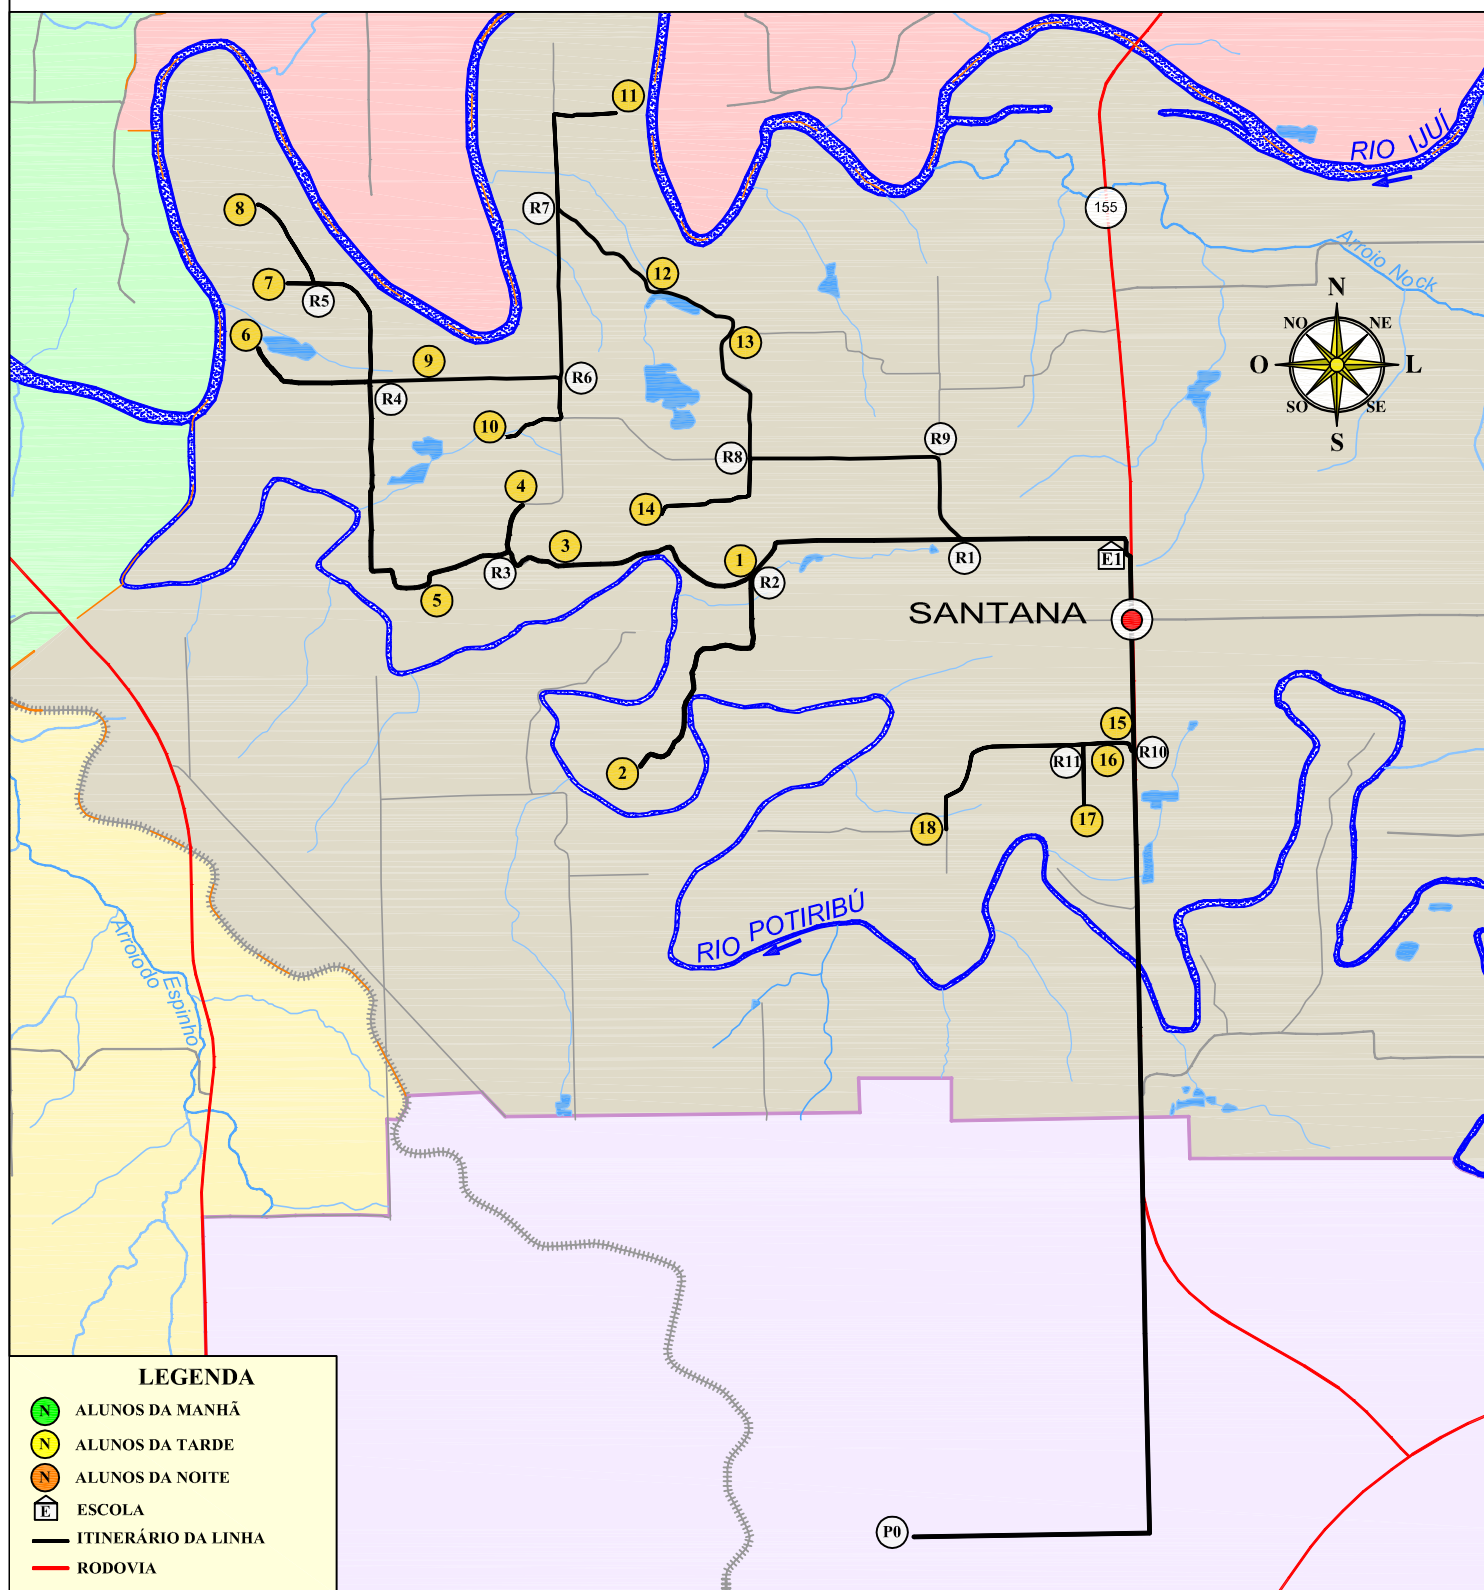 11
RIO IJUÍ
8
R7
155
Arroio Nock
12
7
R5
N
NO
NE
6
13
9
O
L
R4
R6
SO
SE
S
10
R9
R8
4
14
3
1
R1
E1
R3
R2
5
SANTANA
15
R10
R11
16
2
17
18
RIO POTIRIBÚ
Arroio do Espinho
P0
LEGENDA
N ALUNOS DA MANHÃ
N ALUNOS DA TARDE
N ALUNOS DA NOITE
E ESCOLA
ITINERÁRIO DA LINHA
RODOVIA